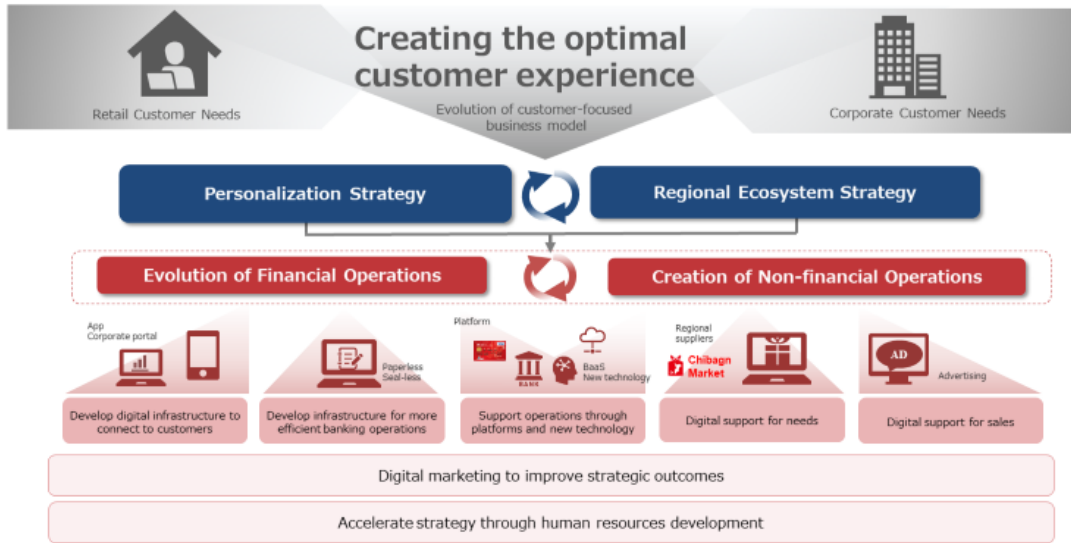 Creating the optimal
customer experience
Evolution of customer-focused
business model
Retail Customer Needs
Corporate Customer Needs
Personalization Strategy
Regional Ecosystem Strategy
Evolution of Financial Operations
Creation of Non-financial Operations
App
Corporate portal
Paperless
Seal-less
Platform
BANK
BaaS
New technology
Regional
suppliers
Chibagn
Market
AD
Advertising
Develop digital infrastructure to
connect to customers
Develop infrastructure for more
efficient banking operations
Support operations through
platforms and new technology
Digital support for needs
Digital support for sales
Digital marketing to improve strategic outcomes
Accelerate strategy through human resources development